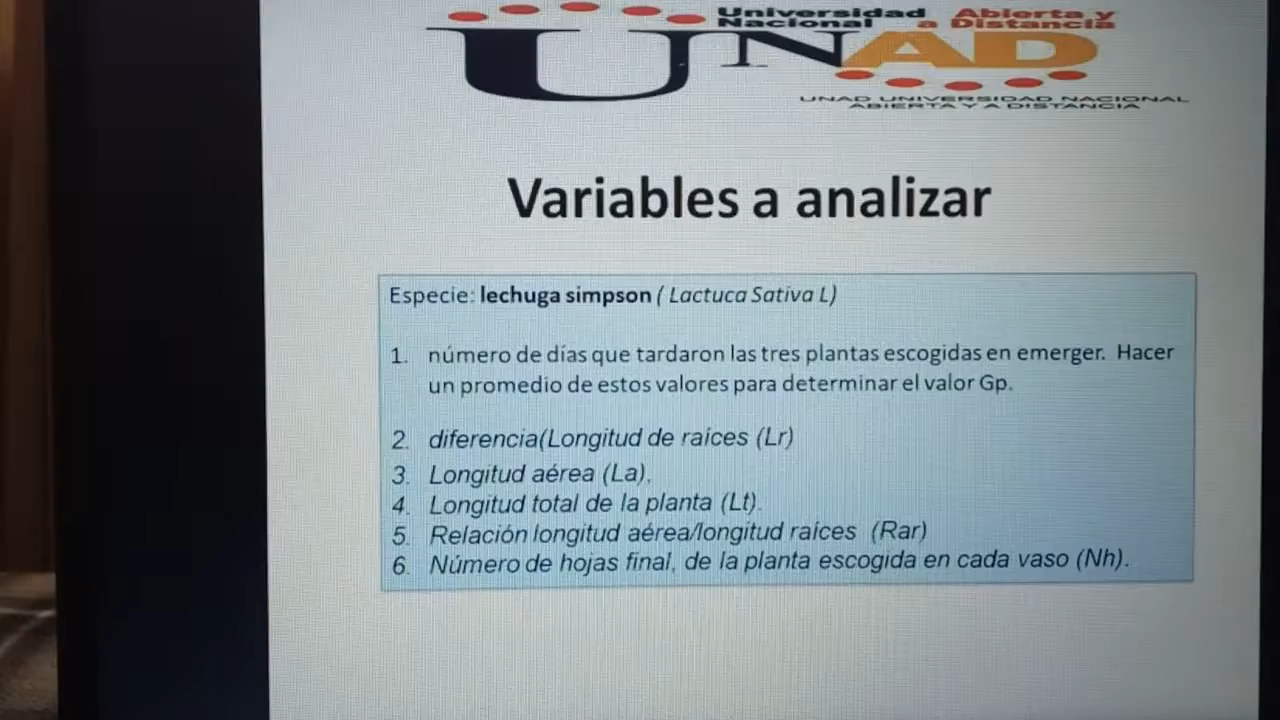 Universidad Abierta y
Nacional a Distancia
UNAD
UNAD UNIVERSIDAD NACIONAL
ABIERTA Y A DISTANCIA
Variables a analizar
Especie: lechuga simpson ( Lactuca Sativa L)
1. número de días que tardaron las tres plantas escogidas en emerger. Hacer
un promedio de estos valores para determinar el valor Gp.
2. diferencia(Longitud de raíces (Lr)
3. Longitud aérea (La),
4. Longitud total de la planta (Lt).
5. Relación longitud aérea/longitud raíces (Rar)
6. Número de hojas final, de la planta escogida en cada vaso (Nh).